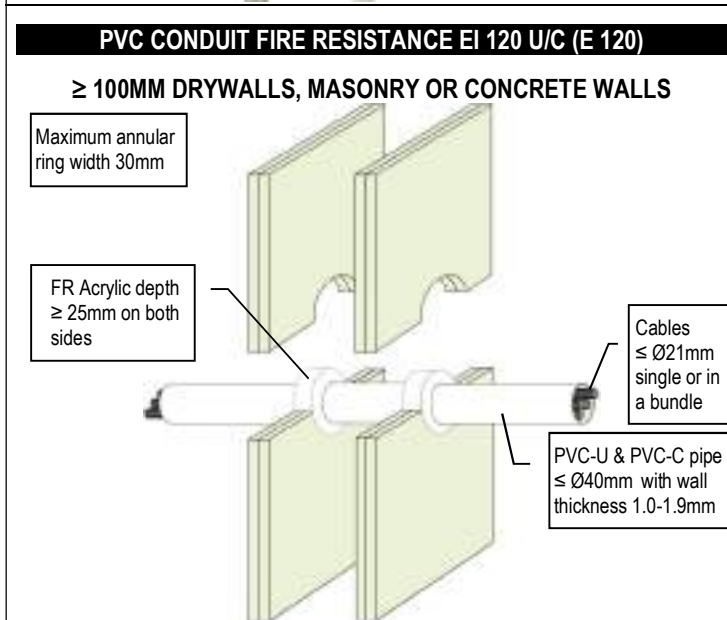 PVC CONDUIT FIRE RESISTANCE EI 120 U/C (E 120)
≥ 100MM DRYWALLS, MASONRY OR CONCRETE WALLS
Maximum annular
ring width 30mm
FR Acrylic depth
≥ 25mm on both
sides
Cables
≤ Ø21mm
single or in
a bundle
PVC-U & PVC-C pipe
≤ Ø40mm with wall
thickness 1.0-1.9mm